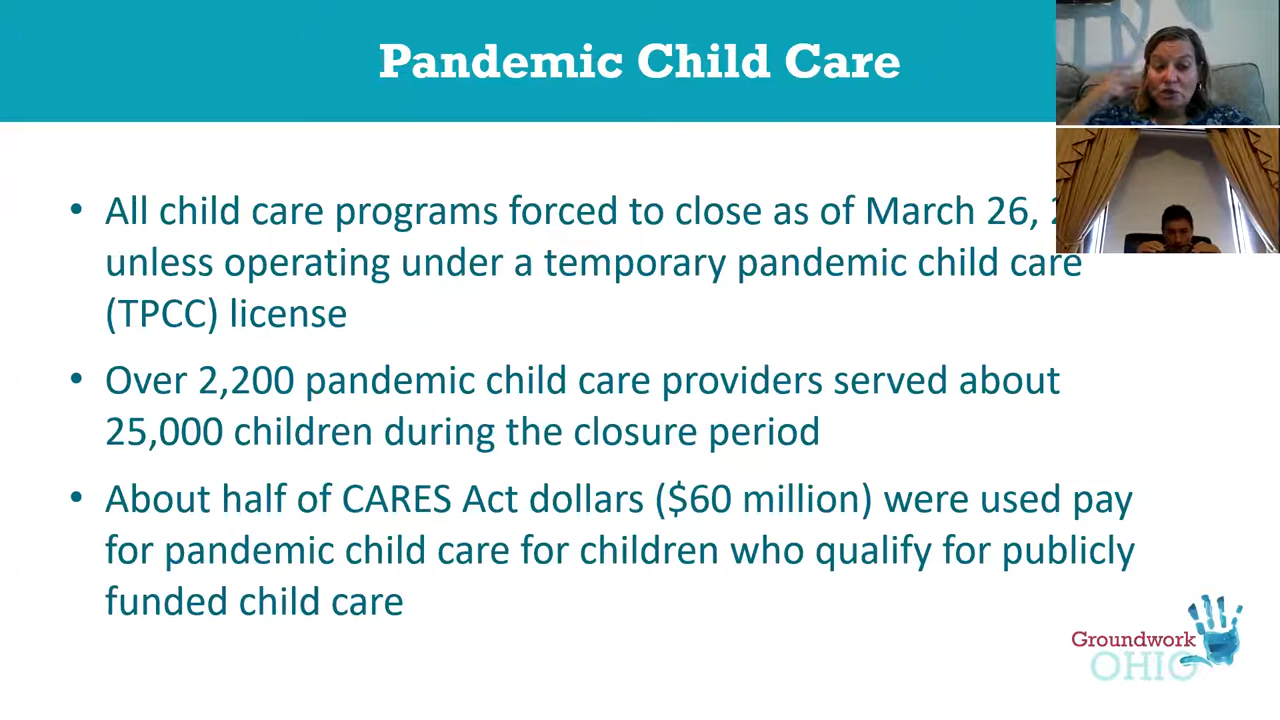 Pandemic Child Care
• All child care programs forced to close as of March 26,
unless operating under a temporary pandemic child care
(TPCC) license
• Over 2,200 pandemic child care providers served about
25,000 children during the closure period
• About half of CARES Act dollars ($60 million) were used pay
for pandemic child care for children who qualify for publicly
funded child care
Groundwork
OHIO